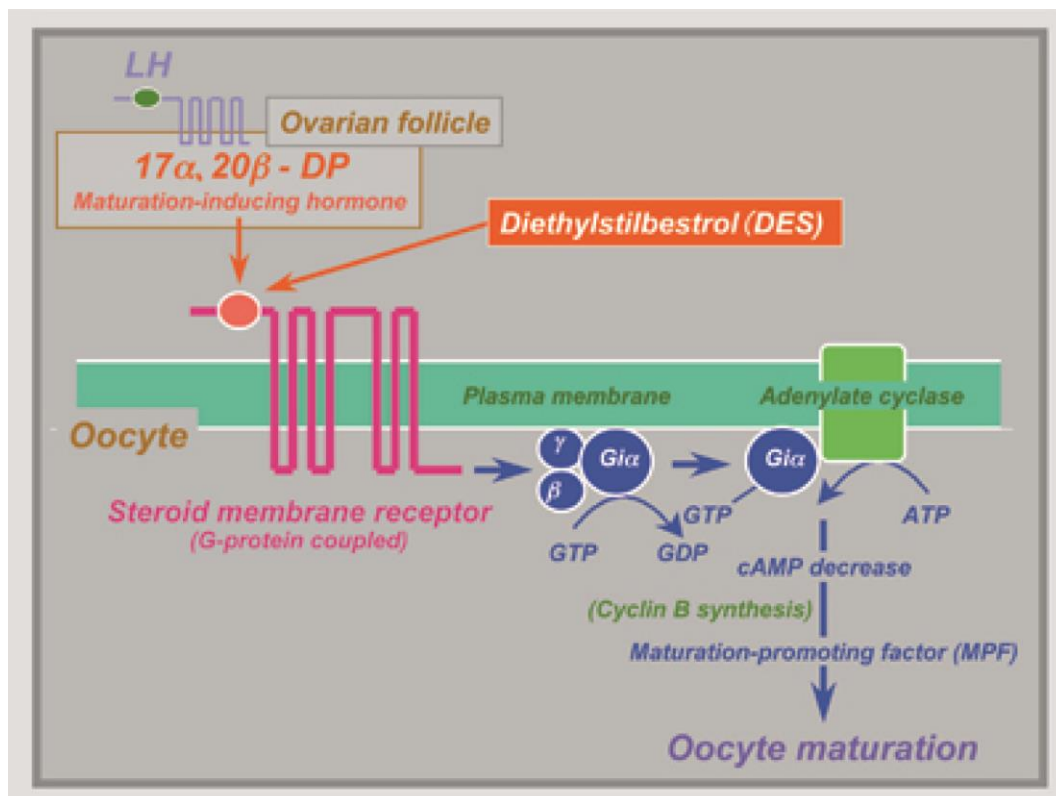 LH
Ovarian follicle
17α, 20β - DP
Maturation-inducing hormone
Diethylstilbestrol (DES)
Plasma membrane
Adenylate cyclase
Oocyte
γ
β
Giα
Giα
Steroid membrane receptor
(G-protein coupled)
GTP
GDP
GTP
ATP
cAMP decrease
(Cyclin B synthesis)
Maturation-promoting factor (MPF)
Oocyte maturation